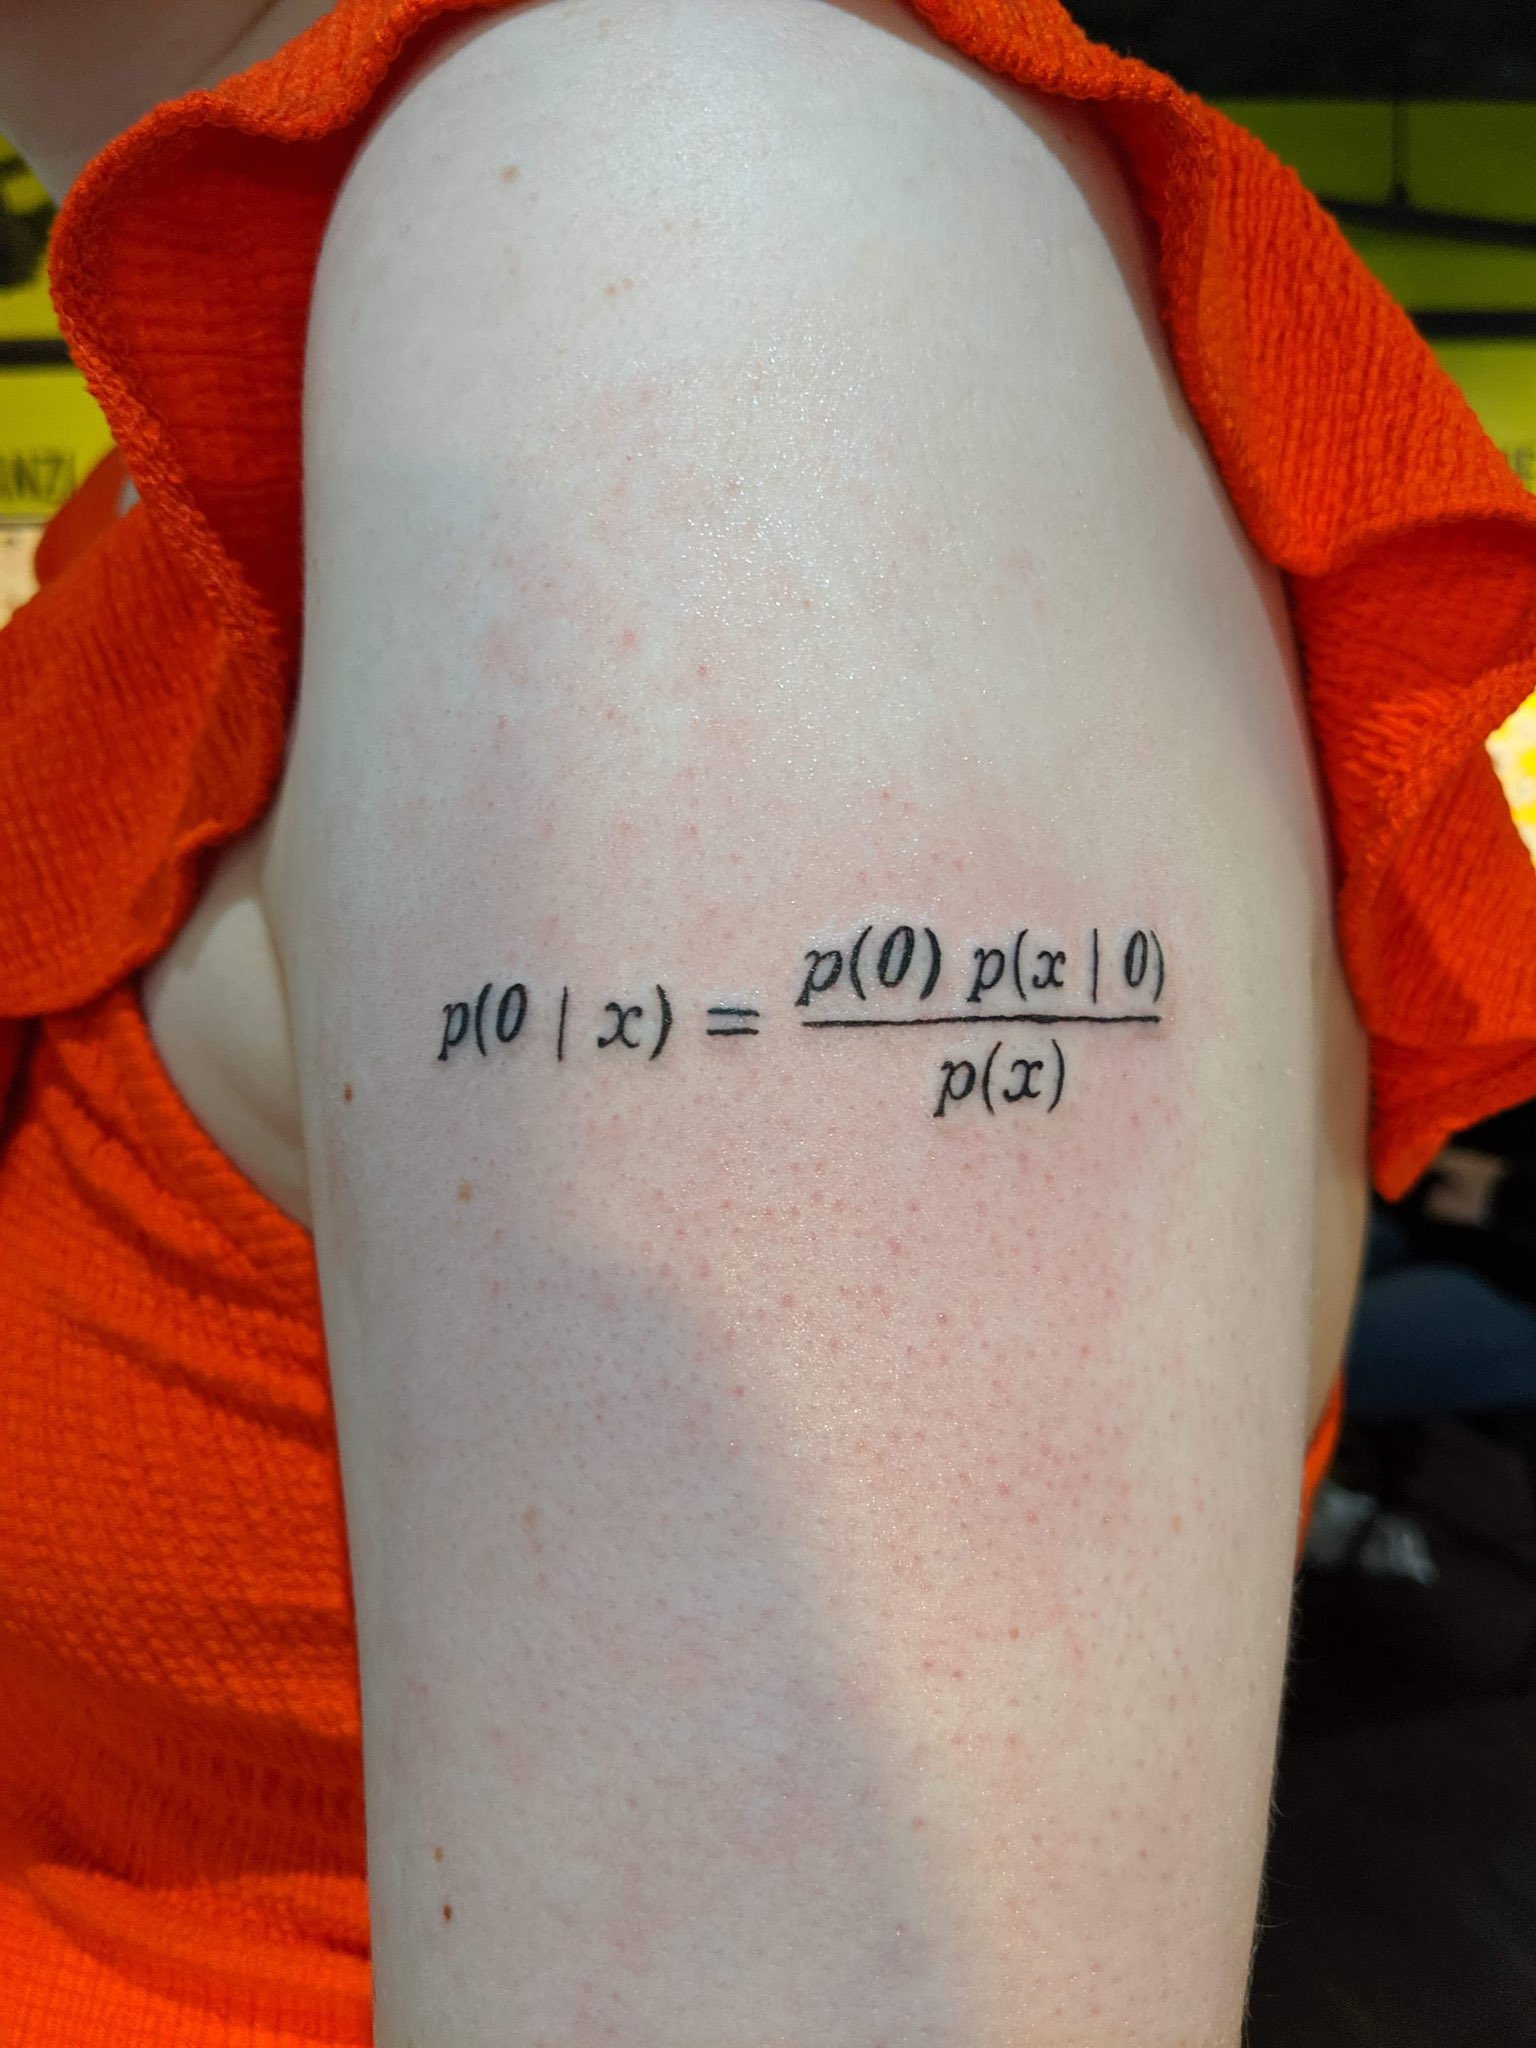 p(0 | x) = p(0) p(x | 0) / p(x)